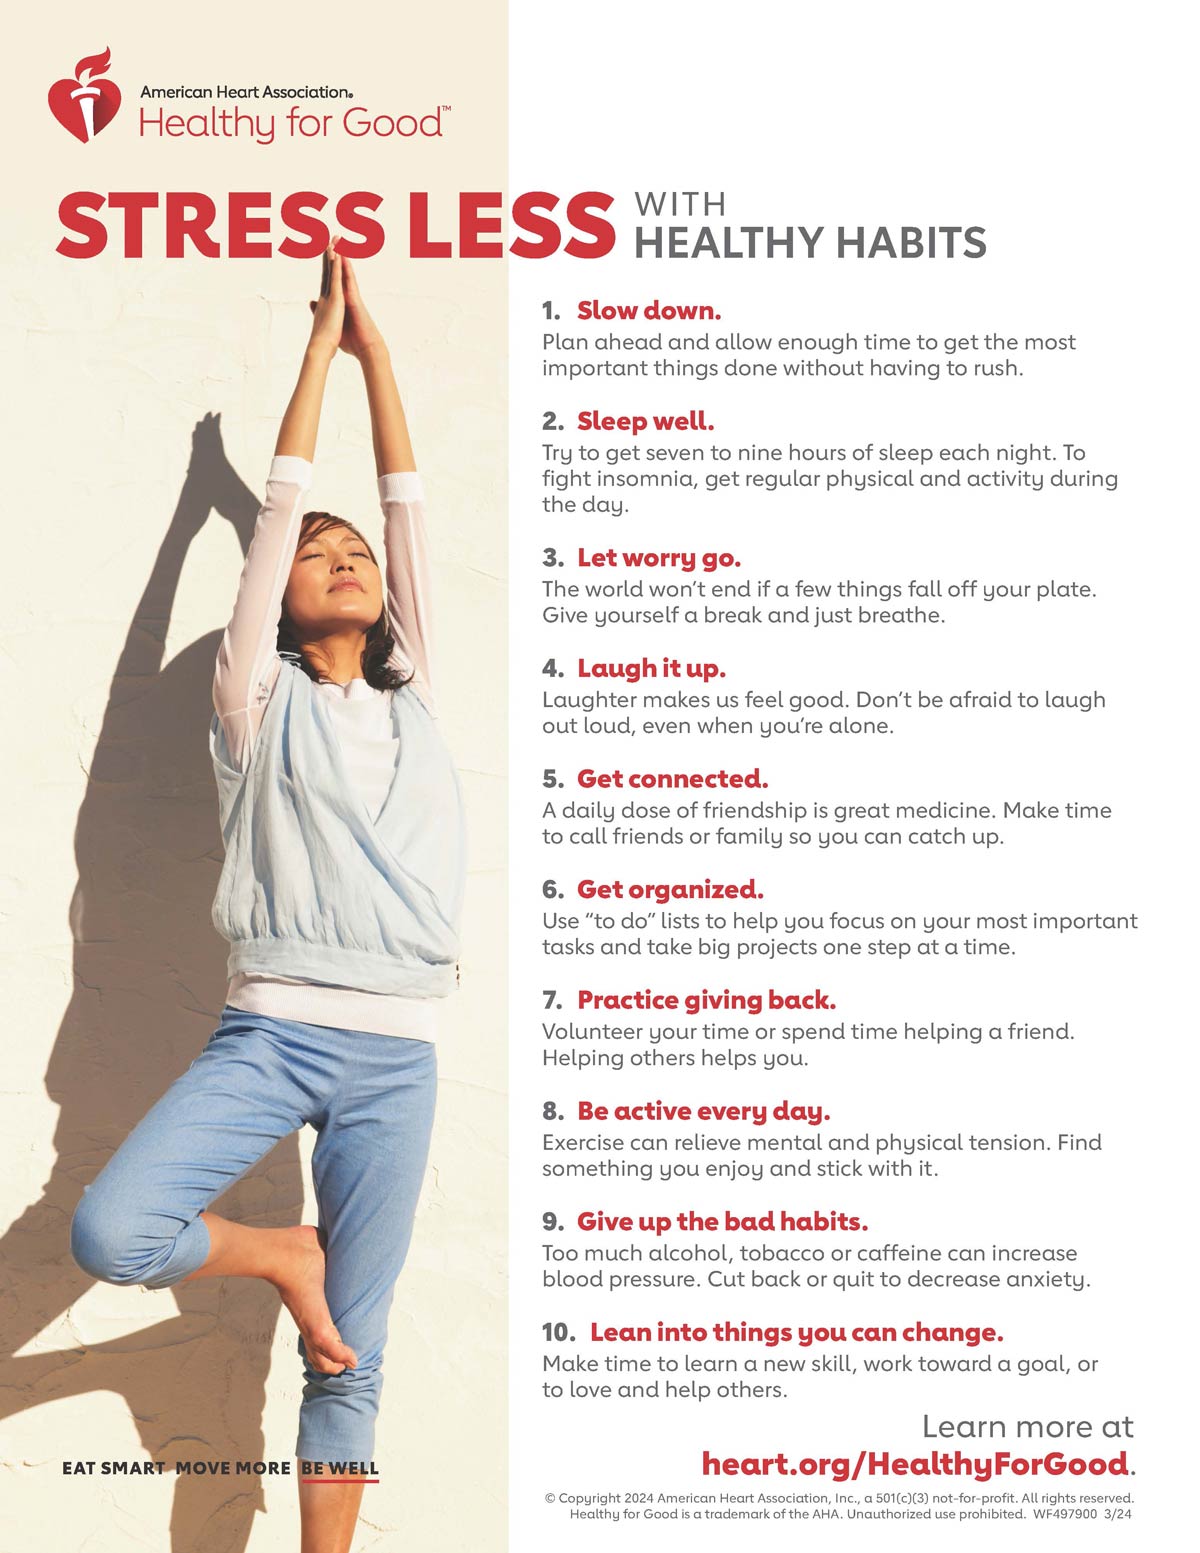 American Heart Association®
Healthy for Good™
STRESS LESS WITH
HEALTHY HABITS
1. Slow down.
Plan ahead and allow enough time to get the most
important things done without having to rush.
2. Sleep well.
Try to get seven to nine hours of sleep each night. To
fight insomnia, get regular physical and activity during
the day.
3. Let worry go.
The world won’t end if a few things fall off your plate.
Give yourself a break and just breathe.
4. Laugh it up.
Laughter makes us feel good. Don’t be afraid to laugh
out loud, even when you’re alone.
5. Get connected.
A daily dose of friendship is great medicine. Make time
to call friends or family so you can catch up.
6. Get organized.
Use “to do” lists to help you focus on your most important
tasks and take big projects one step at a time.
7. Practice giving back.
Volunteer your time or spend time helping a friend.
Helping others helps you.
8. Be active every day.
Exercise can relieve mental and physical tension. Find
something you enjoy and stick with it.
9. Give up the bad habits.
Too much alcohol, tobacco or caffeine can increase
blood pressure. Cut back or quit to decrease anxiety.
10. Lean into things you can change.
Make time to learn a new skill, work toward a goal, or
to love and help others.
Learn more at
heart.org/HealthyForGood.
EAT SMART MOVE MORE BE WELL
© Copyright 2024 American Heart Association, Inc., a 501(c)(3) not-for-profit. All rights reserved.
Healthy for Good is a trademark of the AHA. Unauthorized use prohibited. WF497900 3/24